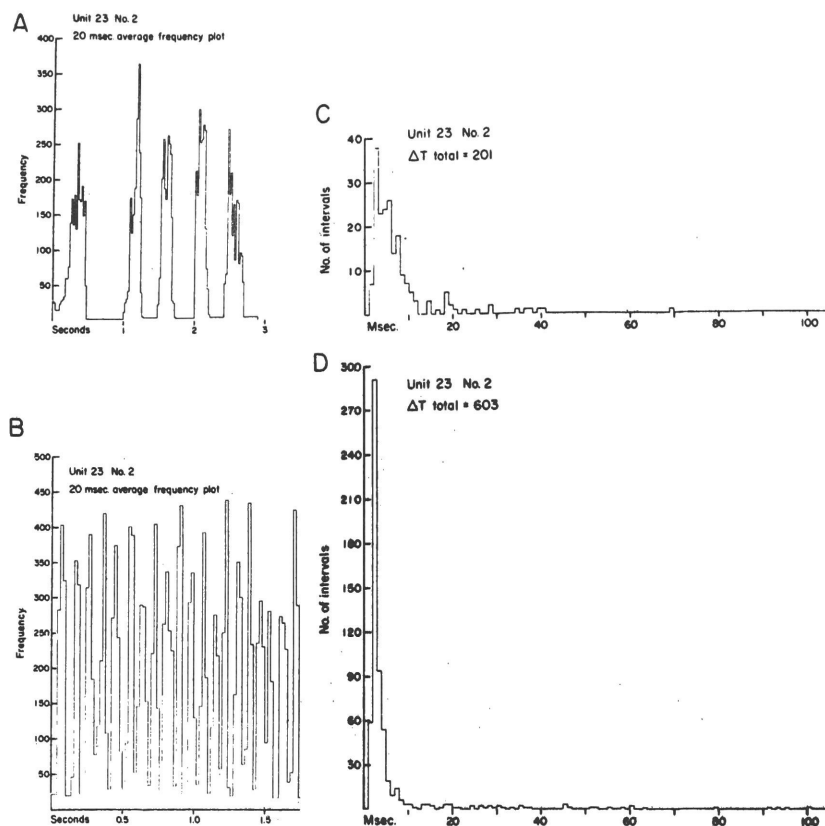 A
Unit 23 No. 2
20 msec. average frequency plot
400
350
300
250
200
150
100
50
Frequency
Seconds 1 2 3
B
Unit 23 No. 2
20 msec. average frequency plot
500
450
400
350
300
250
200
150
100
50
Frequency
Seconds 0.5 1.0 1.5
C
Unit 23 No. 2
ΔT total = 201
40
30
20
10
No. of intervals
Msec. 20 40 60 80 100
D
Unit 23 No. 2
ΔT total = 603
300
270
240
210
180
150
120
90
60
30
No. of intervals
Msec. 20 40 60 80 100